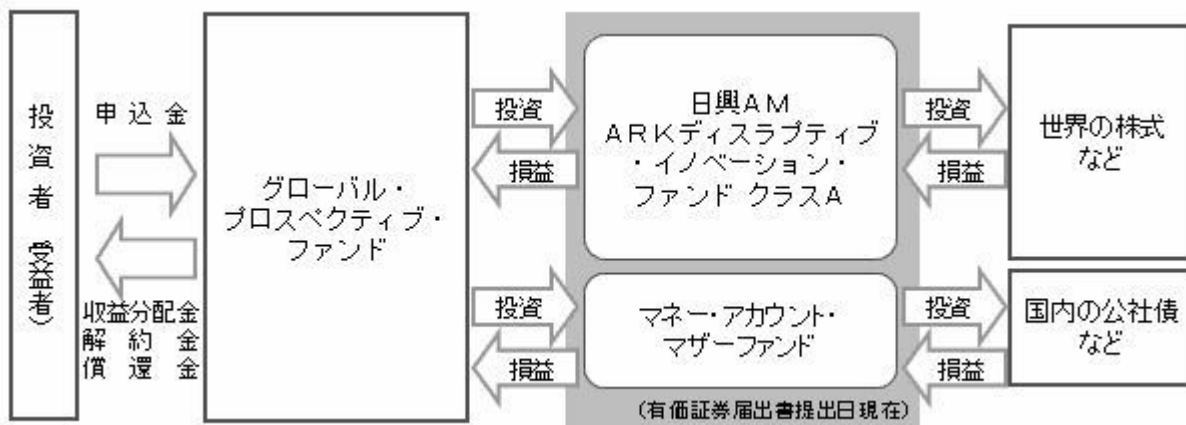 投資者（受益者）
申込金
収益分配金
解約金
償還金
グローバル・
プロスペクティブ・
ファンド
投資
損益
投資
損益
日興ＡＭ
ＡＲＫディスラプティブ
・イノベーション・
ファンド クラスＡ
マネー・アカウント・
マザーファンド
（有価証券届出書提出日現在）
投資
損益
投資
損益
世界の株式
など
国内の公社債
など